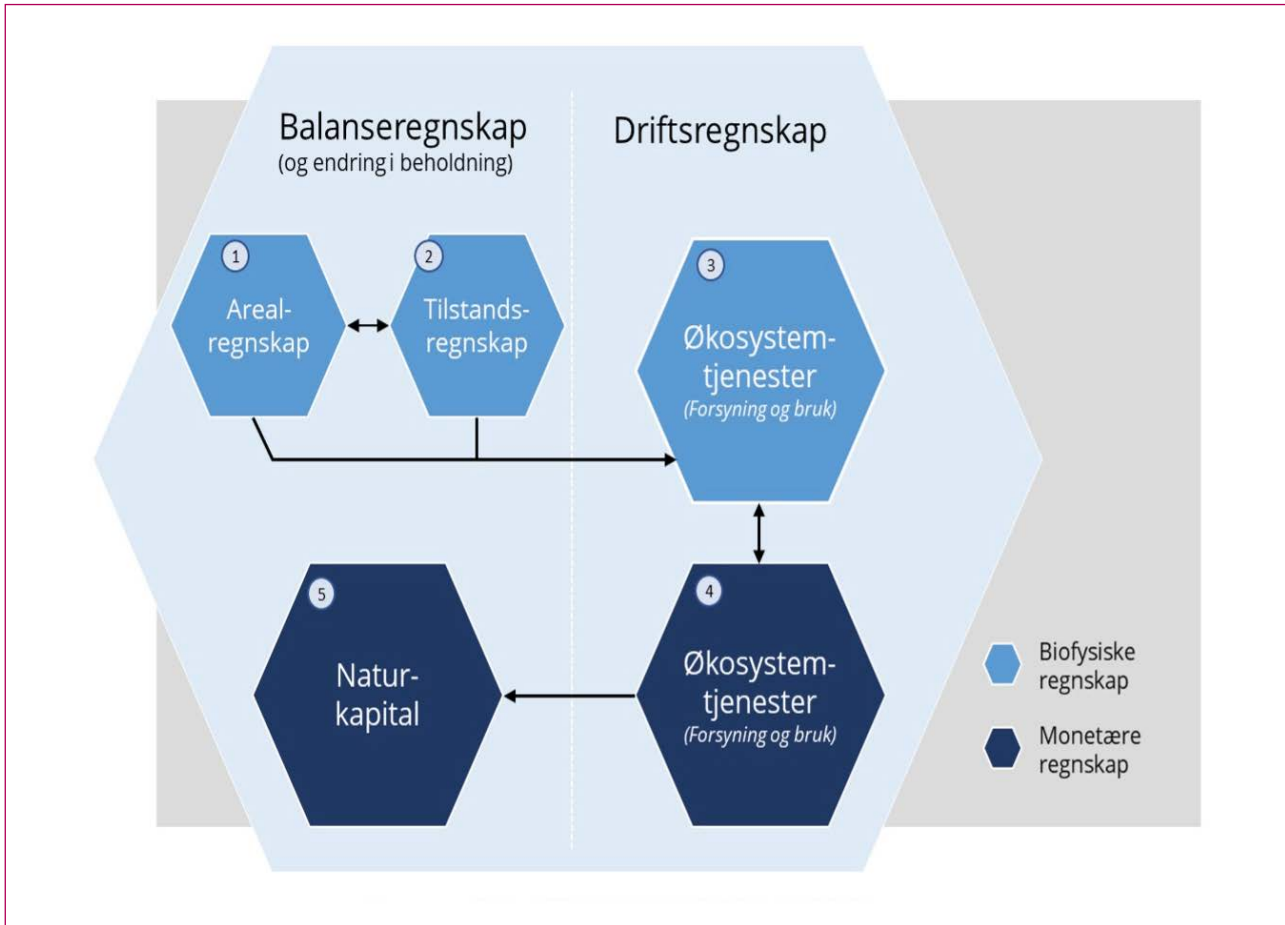 Balanseregnskap
(og endring i beholdning)
Driftsregnskap
1
Areal-
regnskap
2
Tilstands-
regnskap
3
Økosystem-
tjenester
(Forsyning og bruk)
5
Natur-
kapital
4
Økosystem-
tjenester
(Forsyning og bruk)
Biofysiske
regnskap
Monetære
regnskap